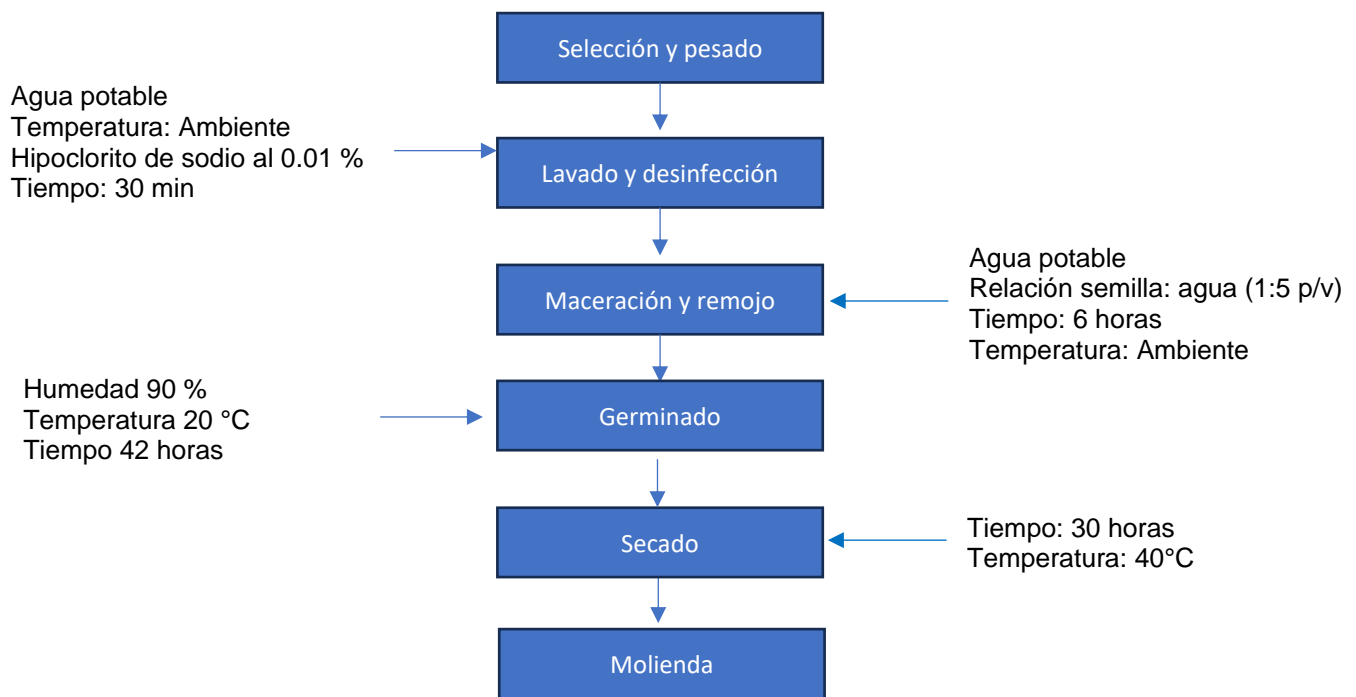 Selección y pesado
Agua potable
Temperatura: Ambiente
Hipoclorito de sodio al 0.01 %
Tiempo: 30 min
Lavado y desinfección
Maceración y remojo
Agua potable
Relación semilla: agua (1:5 p/v)
Tiempo: 6 horas
Temperatura: Ambiente
Humedad 90 %
Temperatura 20 °C
Tiempo 42 horas
Germinado
Secado
Tiempo: 30 horas
Temperatura: 40°C
Molienda